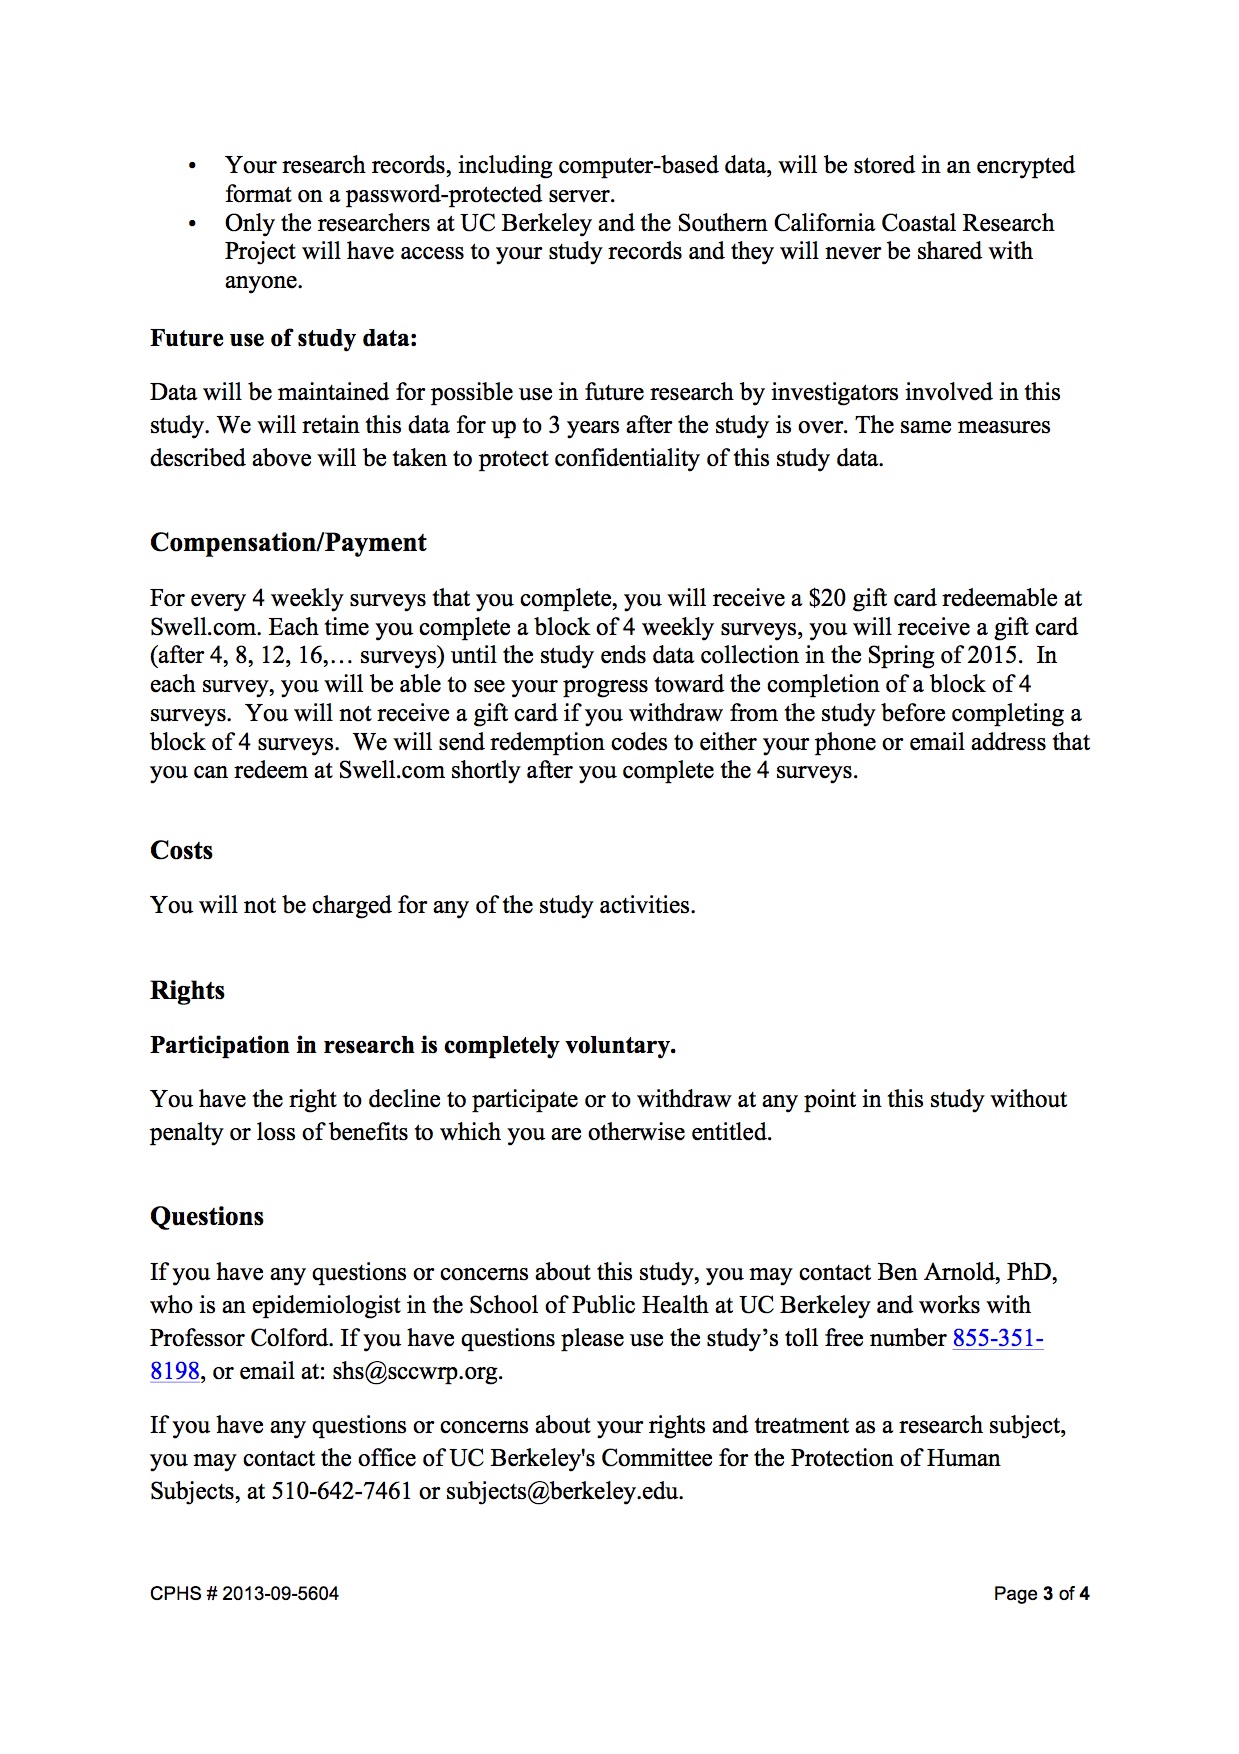 • Your research records, including computer-based data, will be stored in an encrypted
format on a password-protected server.
• Only the researchers at UC Berkeley and the Southern California Coastal Research
Project will have access to your study records and they will never be shared with
anyone.
Future use of study data:
Data will be maintained for possible use in future research by investigators involved in this
study. We will retain this data for up to 3 years after the study is over. The same measures
described above will be taken to protect confidentiality of this study data.
Compensation/Payment
For every 4 weekly surveys that you complete, you will receive a $20 gift card redeemable at
Swell.com. Each time you complete a block of 4 weekly surveys, you will receive a gift card
(after 4, 8, 12, 16,… surveys) until the study ends data collection in the Spring of 2015.  In
each survey, you will be able to see your progress toward the completion of a block of 4
surveys.  You will not receive a gift card if you withdraw from the study before completing a
block of 4 surveys.  We will send redemption codes to either your phone or email address that
you can redeem at Swell.com shortly after you complete the 4 surveys.
Costs
You will not be charged for any of the study activities.
Rights
Participation in research is completely voluntary.
You have the right to decline to participate or to withdraw at any point in this study without
penalty or loss of benefits to which you are otherwise entitled.
Questions
If you have any questions or concerns about this study, you may contact Ben Arnold, PhD,
who is an epidemiologist in the School of Public Health at UC Berkeley and works with
Professor Colford. If you have questions please use the study’s toll free number 855-351-
8198, or email at: shs@sccwrp.org.
If you have any questions or concerns about your rights and treatment as a research subject,
you may contact the office of UC Berkeley's Committee for the Protection of Human
Subjects, at 510-642-7461 or subjects@berkeley.edu.
CPHS # 2013-09-5604 Page 3 of 4